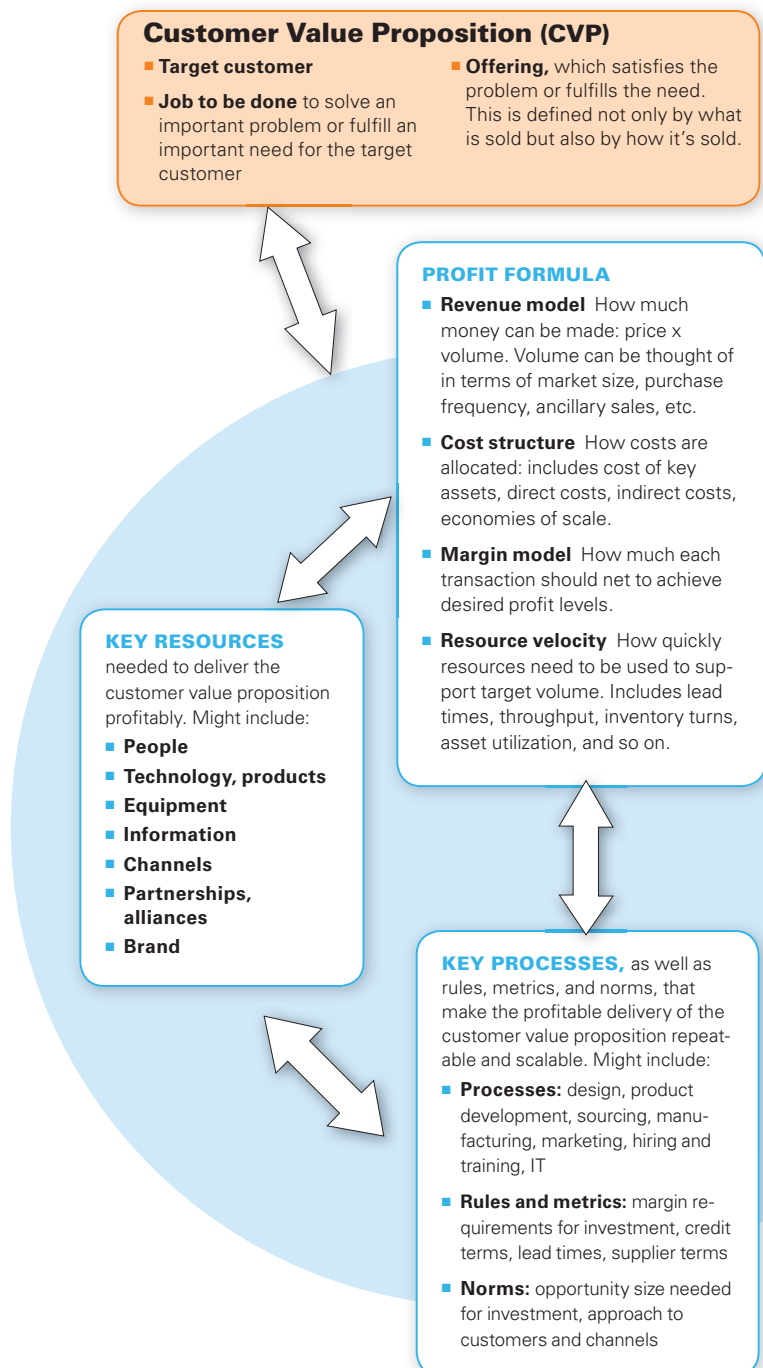 Customer Value Proposition (CVP)
■ Target customer
■ Job to be done to solve an
important problem or fulfill an
important need for the target
customer
■ Offering, which satisfies the
problem or fulfills the need.
This is defined not only by what
is sold but also by how it's sold.
PROFIT FORMULA
■ Revenue model How much
money can be made: price x
volume. Volume can be thought of
in terms of market size, purchase
frequency, ancillary sales, etc.
■ Cost structure How costs are
allocated: includes cost of key
assets, direct costs, indirect costs,
economies of scale.
■ Margin model How much each
transaction should net to achieve
desired profit levels.
■ Resource velocity How quickly
resources need to be used to sup-
port target volume. Includes lead
times, throughput, inventory turns,
asset utilization, and so on.
KEY RESOURCES
needed to deliver the
customer value proposition
profitably. Might include:
■ People
■ Technology, products
■ Equipment
■ Information
■ Channels
■ Partnerships,
alliances
■ Brand
KEY PROCESSES, as well as
rules, metrics, and norms, that
make the profitable delivery of the
customer value proposition repeat-
able and scalable. Might include:
■ Processes: design, product
development, sourcing, manu-
facturing, marketing, hiring and
training, IT
■ Rules and metrics: margin re-
quirements for investment, credit
terms, lead times, supplier terms
■ Norms: opportunity size needed
for investment, approach to
customers and channels